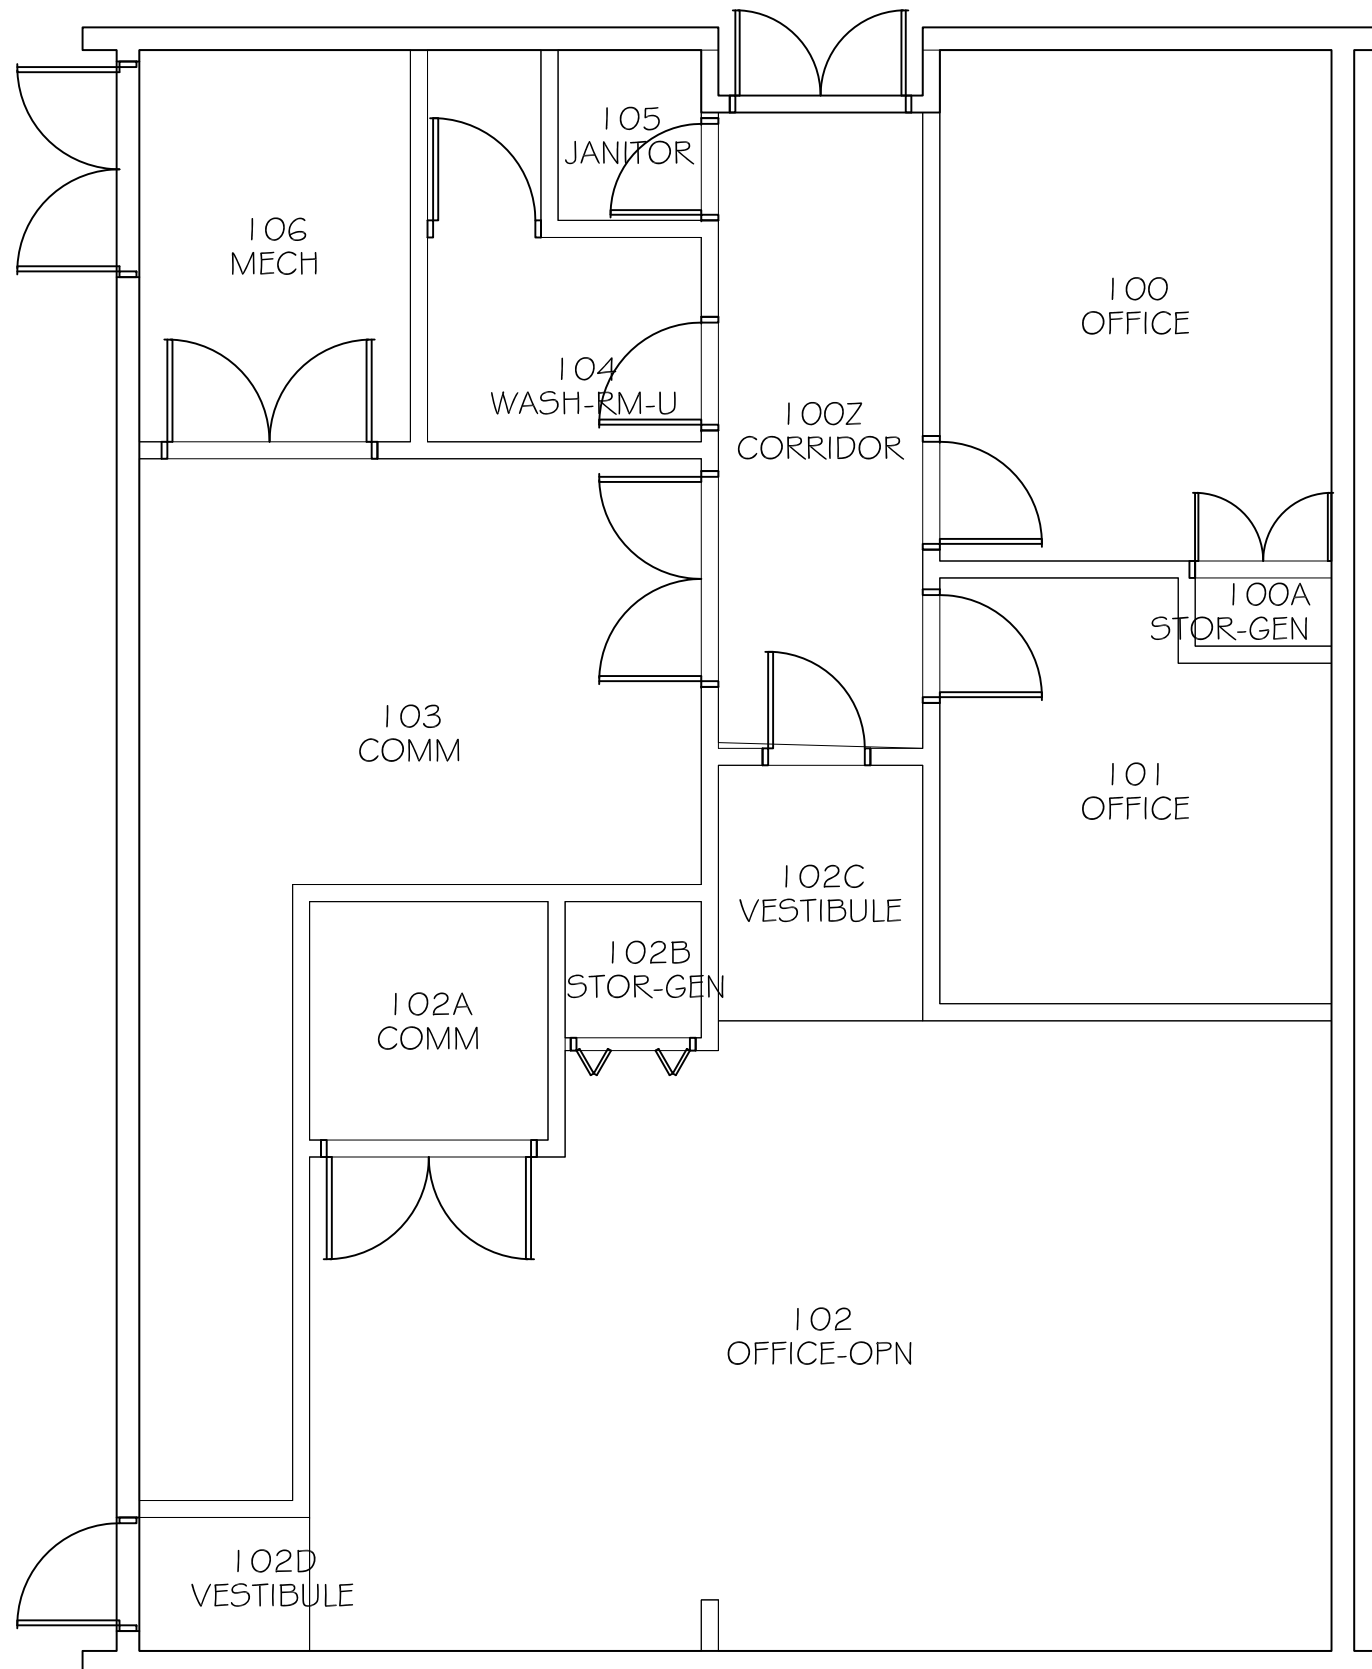 105
JANITOR
106
MECH
100
OFFICE
104
WASH-RM-U
100Z
CORRIDOR
100A
STOR-GEN
103
COMM
101
OFFICE
102C
VESTIBULE
102B
STOR-GEN
102A
COMM
102
OFFICE-OPN
102D
VESTIBULE